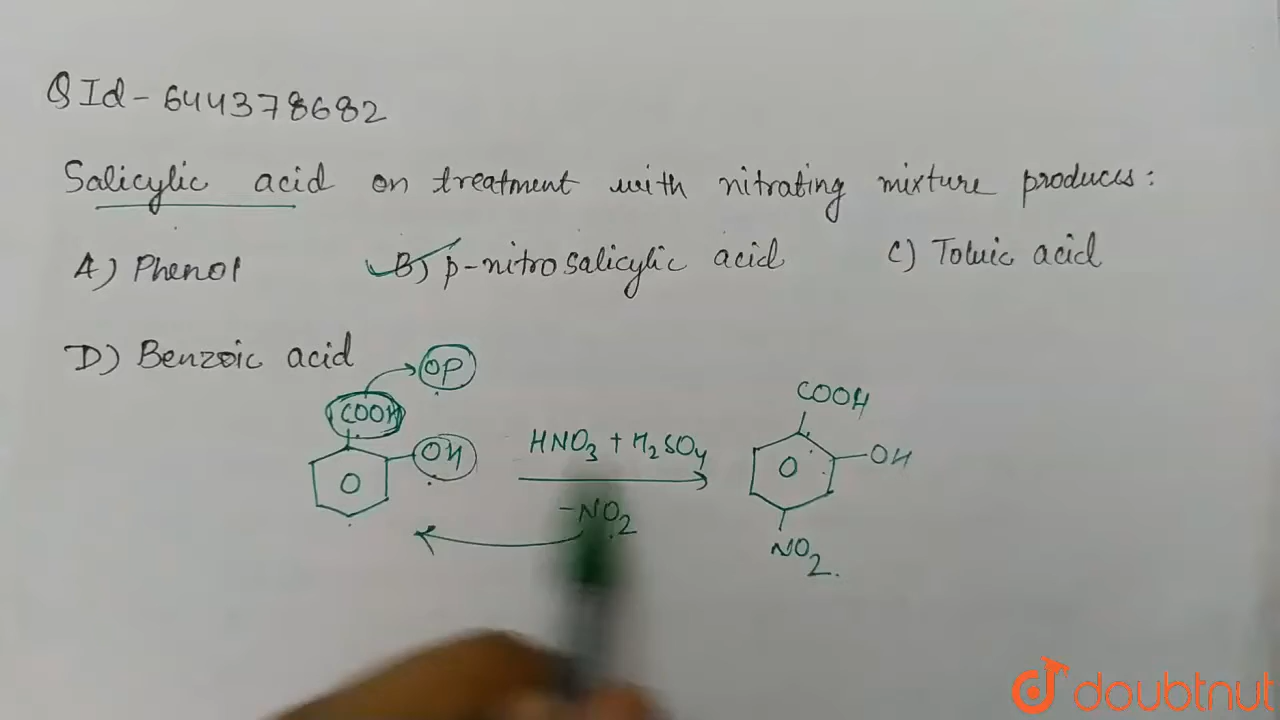 Q Id - 644378682
Salicylic acid on treatment with nitrating mixture produces:
A) Phenol B) p-nitrosalicylic acid C) Toluic acid
D) Benzoic acid
OP
COOH
OH
O
HNO3 + H2SO4
-NO2
COOH
OH
O
NO2.
doubtnut